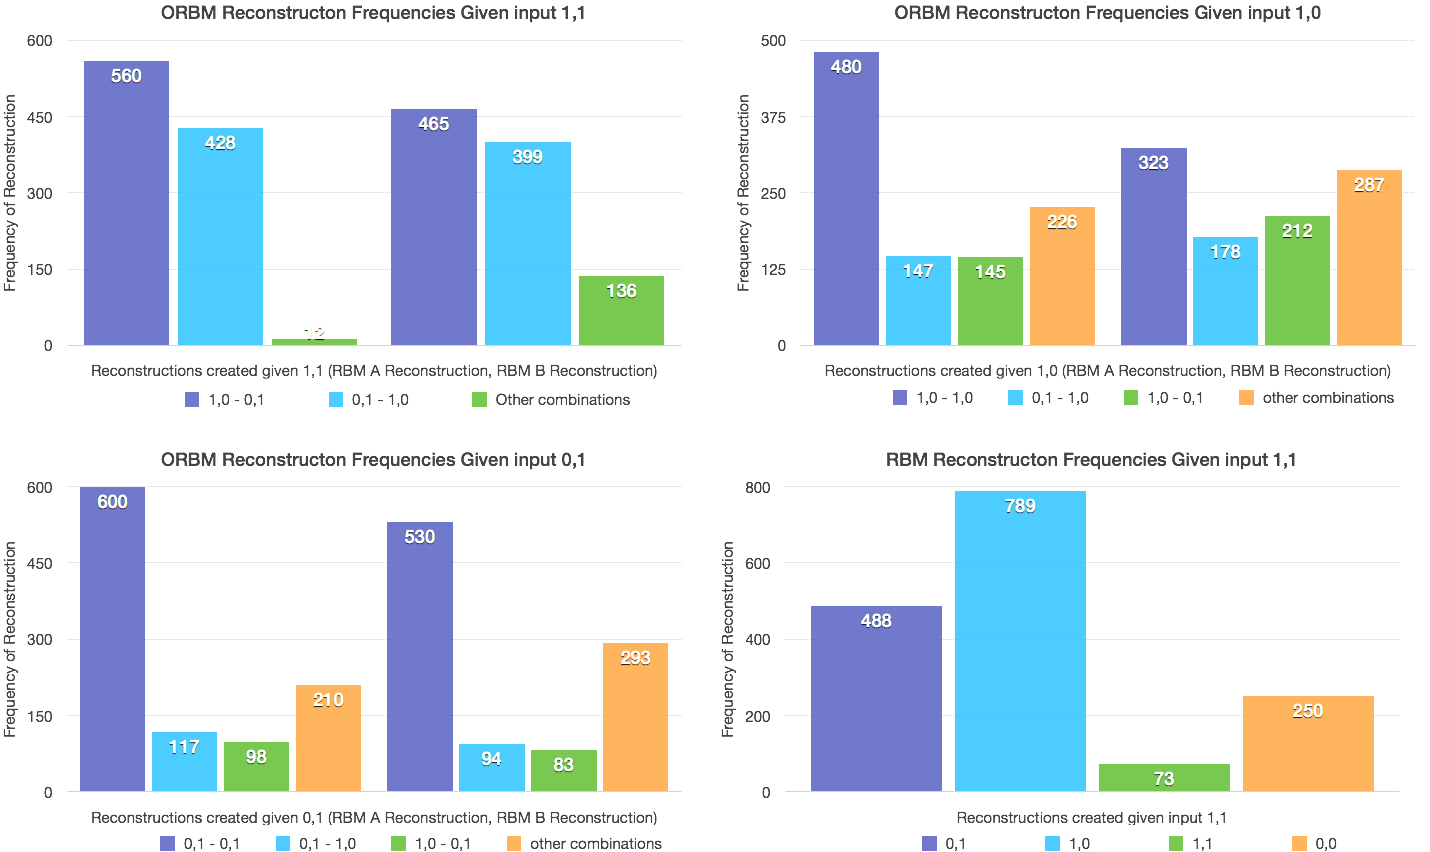 ORBM Reconstructon Frequencies Given input 1,1
600
450
300
150
0
Frequency of Reconstruction
560
428
12
465
399
136
Reconstructions created given 1,1 (RBM A Reconstruction, RBM B Reconstruction)
1,0 - 0,1
0,1 - 1,0
Other combinations
ORBM Reconstructon Frequencies Given input 1,0
500
375
250
125
0
Frequency of Reconstruction
480
147
145
226
323
178
212
287
Reconstructions created given 1,0 (RBM A Reconstruction, RBM B Reconstruction)
1,0 - 1,0
0,1 - 1,0
1,0 - 0,1
other combinations
ORBM Reconstructon Frequencies Given input 0,1
600
450
300
150
0
Frequency of Reconstruction
600
117
98
210
530
94
83
293
Reconstructions created given 0,1 (RBM A Reconstruction, RBM B Reconstruction)
0,1 - 0,1
0,1 - 1,0
1,0 - 0,1
other combinations
RBM Reconstructon Frequencies Given input 1,1
800
600
400
200
0
Frequency of Reconstruction
488
789
73
250
Reconstructions created given input 1,1
0,1
1,0
1,1
0,0